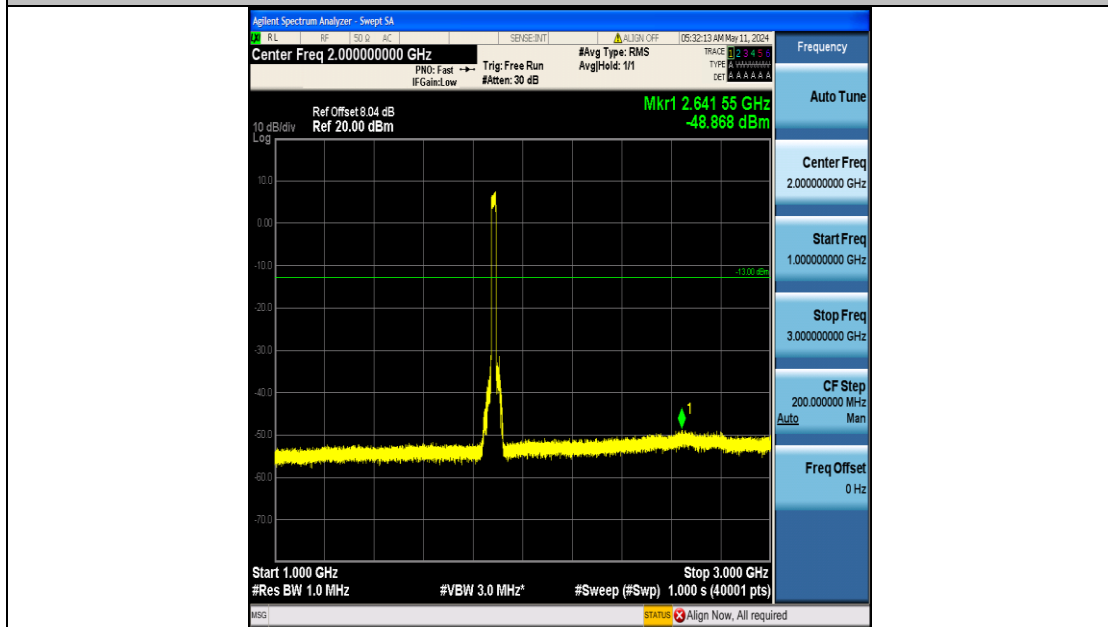 Agilent Spectrum Analyzer - Swept SA
RL RF 50 Ω AC SENSE:INT ALIGN OFF 05:32:13 AM May 11, 2024
Center Freq 2.000000000 GHz
PNO: Fast
IFGain:Low
Trig: Free Run
#Atten: 30 dB
#Avg Type: RMS
Avg|Hold: 1/1
TRACE 1 2 3 4 5 6
TYPE A
DET A A A A A A
Ref Offset 8.04 dB
10 dB/div Ref 20.00 dBm
Log
Mkr1 2.641 55 GHz
-48.868 dBm
10.0
0.00
-10.0
-13.00 dBm
-20.0
-30.0
-40.0
1
-50.0
-60.0
-70.0
Start 1.000 GHz Stop 3.000 GHz
#Res BW 1.0 MHz #VBW 3.0 MHz* #Sweep (#Swp) 1.000 s (40001 pts)
MSG STATUS Align Now, All required
Frequency
Auto Tune
Center Freq
2.000000000 GHz
Start Freq
1.000000000 GHz
Stop Freq
3.000000000 GHz
CF Step
200.000000 MHz
Auto Man
Freq Offset
0 Hz